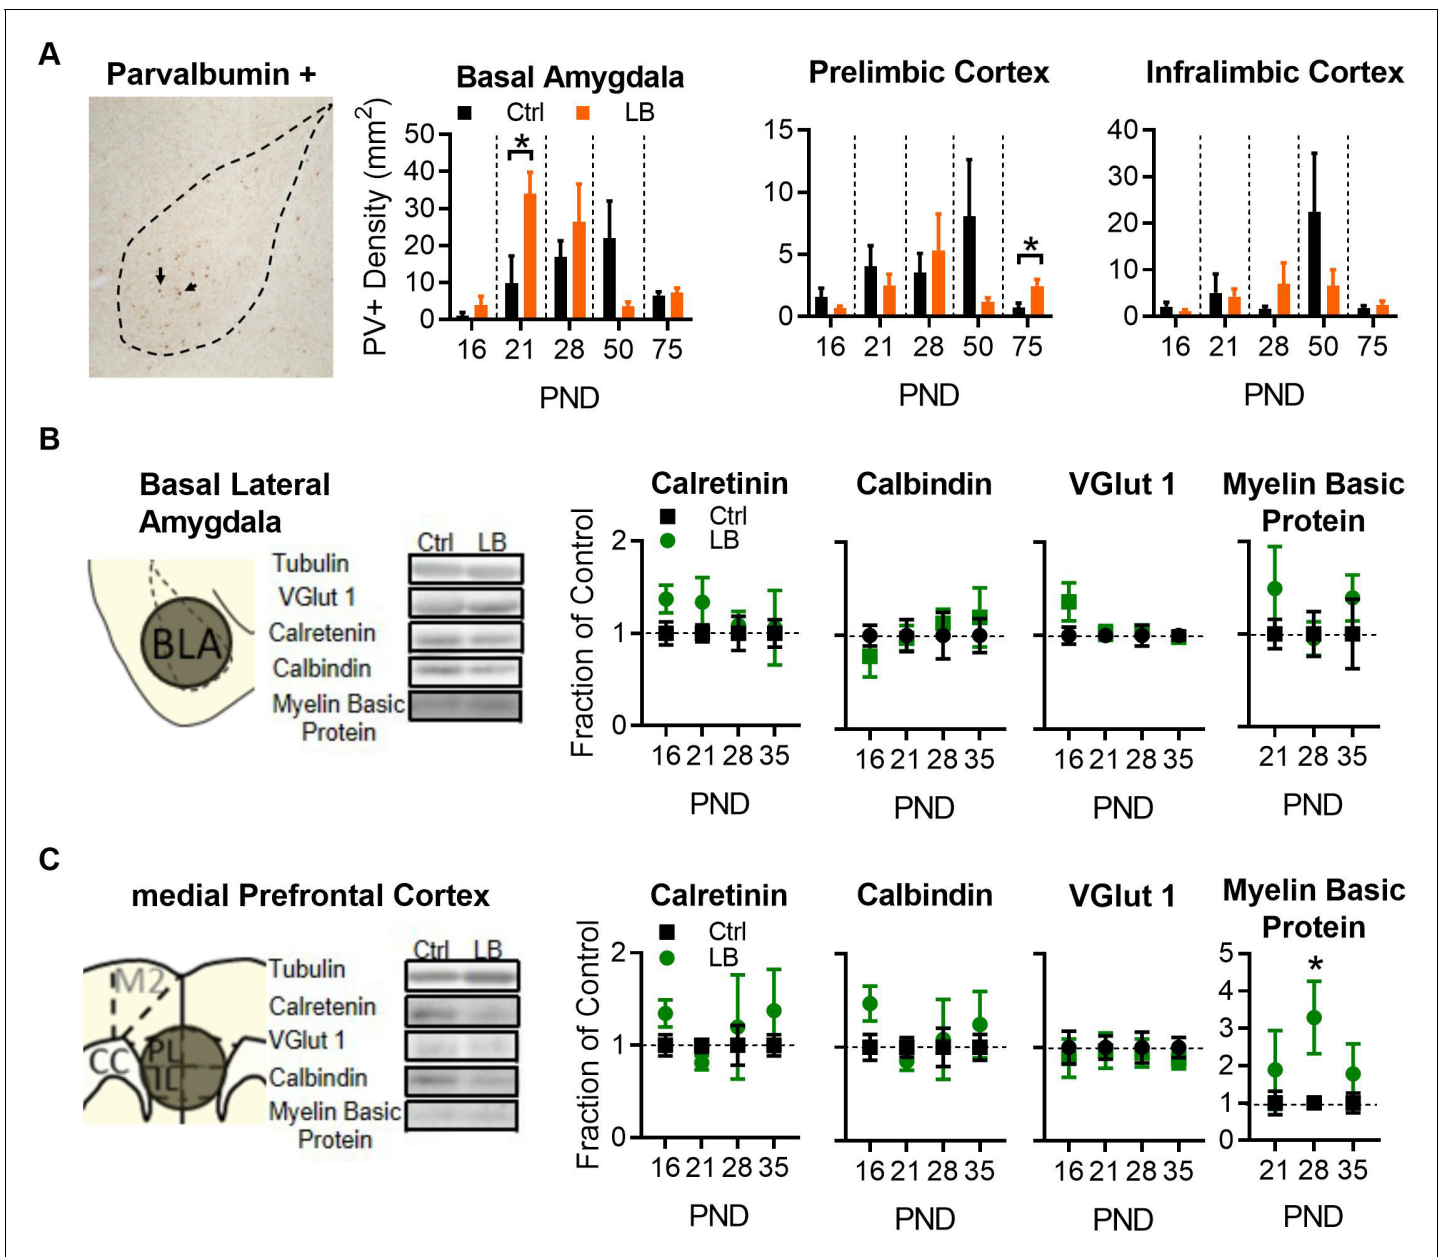 A
Parvalbumin +
Basal Amygdala
Prelimbic Cortex
Infralimbic Cortex
Ctrl LB
PV+ Density (mm2)
50
40
30
20
10
0
*
16 21 28 50 75
PND
15
10
5
0
*
16 21 28 50 75
PND
40
30
20
10
0
16 21 28 50 75
PND
B
Basal Lateral
Amygdala
BLA
Ctrl LB
Tubulin
VGlut 1
Calretenin
Calbindin
Myelin Basic
Protein
Calretinin
Ctrl
LB
Fraction of Control
2
1
0
16 21 28 35
PND
Calbindin
16 21 28 35
PND
VGlut 1
16 21 28 35
PND
Myelin Basic
Protein
21 28 35
PND
C
medial Prefrontal Cortex
M2
CC
PL
IL
Ctrl LB
Tubulin
Calretenin
VGlut 1
Calbindin
Myelin Basic
Protein
Calretinin
Ctrl
LB
Fraction of Control
2
1
0
16 21 28 35
PND
Calbindin
16 21 28 35
PND
VGlut 1
16 21 28 35
PND
Myelin Basic
Protein
5
4
3
2
1
0
*
21 28 35
PND